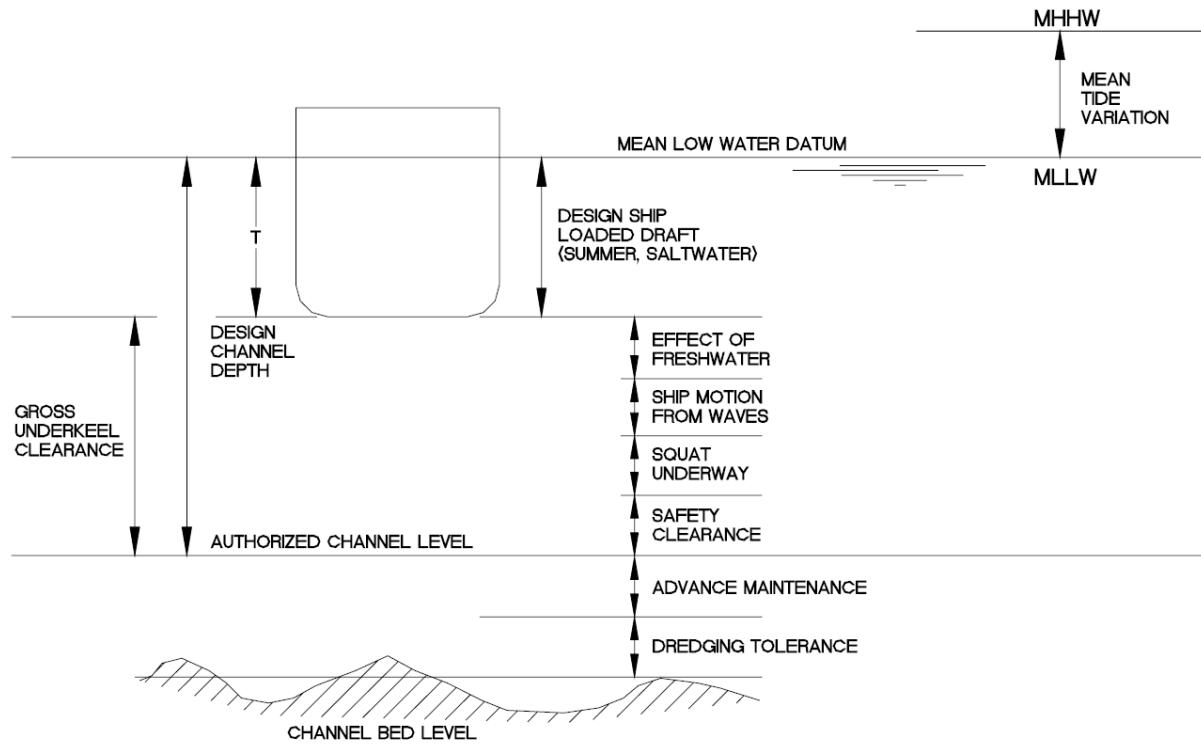 MHHW
MEAN
TIDE
VARIATION
MEAN LOW WATER DATUM
MLLW
T
DESIGN SHIP
LOADED DRAFT
(SUMMER, SALTWATER)
DESIGN
CHANNEL
DEPTH
EFFECT OF
FRESHWATER
SHIP MOTION
FROM WAVES
GROSS
UNDERKEEL
CLEARANCE
SQUAT
UNDERWAY
SAFETY
CLEARANCE
AUTHORIZED CHANNEL LEVEL
ADVANCE MAINTENANCE
DREDGING TOLERANCE
CHANNEL BED LEVEL